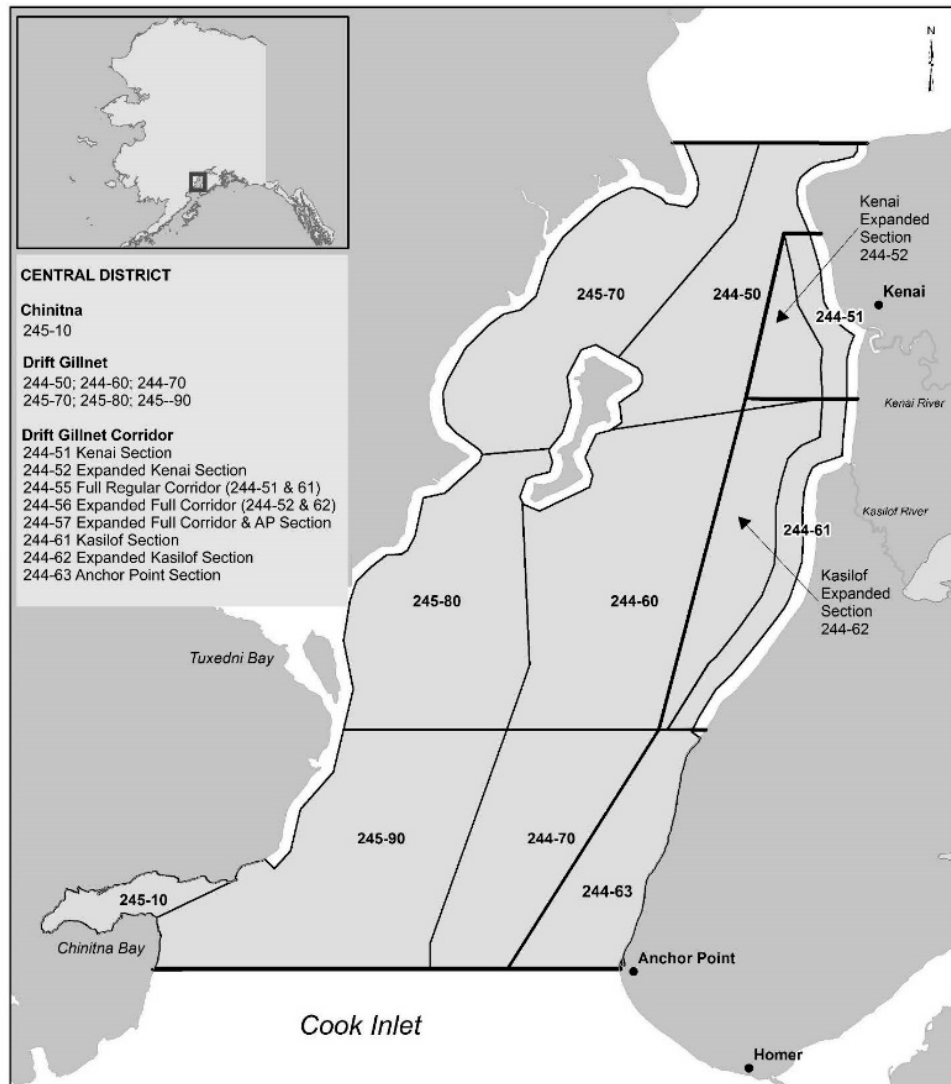 N
CENTRAL DISTRICT
Chinitna
245-10
Drift Gillnet
244-50; 244-60; 244-70
245-70; 245-80; 245--90
Drift Gillnet Corridor
244-51 Kenai Section
244-52 Expanded Kenai Section
244-55 Full Regular Corridor (244-51 & 61)
244-56 Expanded Full Corridor (244-52 & 62)
244-57 Expanded Full Corridor & AP Section
244-61 Kasilof Section
244-62 Expanded Kasilof Section
244-63 Anchor Point Section
Kenai
Expanded
Section
244-52
Kenai
245-70
244-50
244-51
Kenai River
Kasilof River
244-61
Kasilof
Expanded
Section
244-62
245-80
244-60
Tuxedni Bay
245-90
244-70
244-63
245-10
Chinitna Bay
Anchor Point
Cook Inlet
Homer